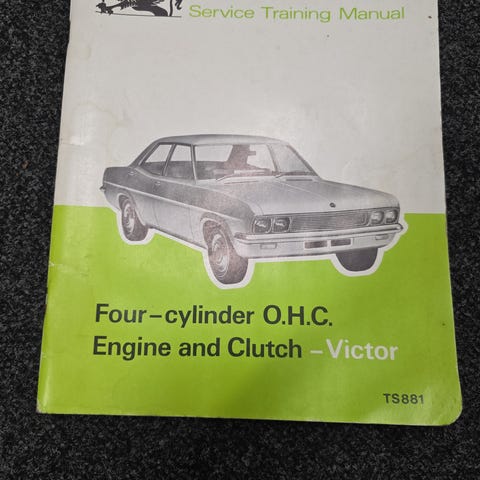 Service Training Manual
Four-cylinder O.H.C.
Engine and Clutch -Victor
TS881